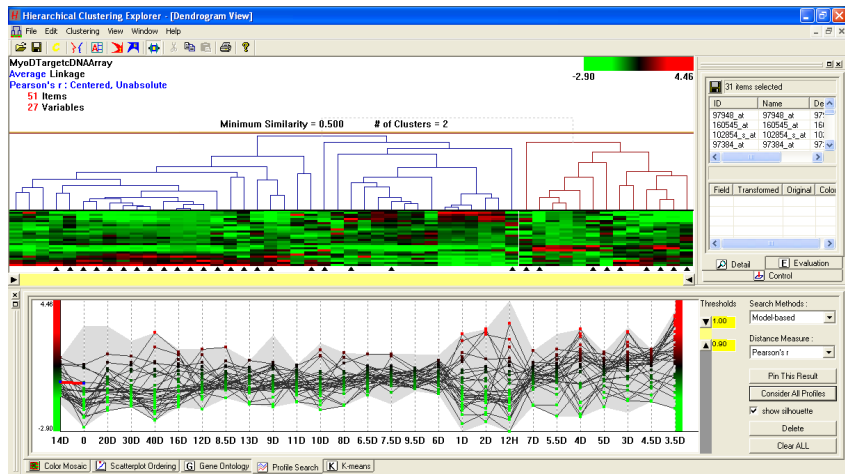 Hierarchical Clustering Explorer - [Dendrogram View]
File Edit Clustering View Window Help
MyoDTargetcDNAArray
Average Linkage
Pearson's r : Centered, Unabsolute
51 Items
27 Variables
-2.90 4.46
Minimum Similarity = 0.500 # of Clusters = 2
31 items selected
ID Name De
97948_at 97948_at 975
160545_at 160545_at 160
102854_s_at 102854_s_at 102
97384_at 97384_at 97
Field Transformed Original Color
Detail E Evaluation
Control
4.46
-2.90
14D 0 20D 30D 40D 16D 12D 8.5D 13D 9D 11D 10D 8D 6.5D 7.5D 9.5D 6D 1D 2D 12H 7D 5.5D 4D 5D 3D 4.5D 3.5D
Thresholds
1.00
0.90
Search Methods :
Model-based
Distance Measure :
Pearson's r
Pin This Result
Consider All Profiles
show silhouette
Delete
Clear ALL
Color Mosaic Scatterplot Ordering G Gene Ontology Profile Search K K-means